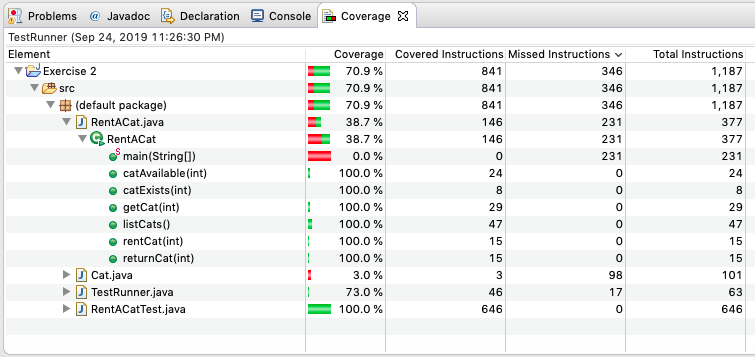 Problems @ Javadoc Declaration Console Coverage
TestRunner (Sep 24, 2019 11:26:30 PM)
Element Coverage Covered Instructions Missed Instructions Total Instructions
Exercise 2 70.9 % 841 346 1,187
src 70.9 % 841 346 1,187
(default package) 70.9 % 841 346 1,187
RentACat.java 38.7 % 146 231 377
RentACat 38.7 % 146 231 377
main(String[]) 0.0 % 0 231 231
catAvailable(int) 100.0 % 24 0 24
catExists(int) 100.0 % 8 0 8
getCat(int) 100.0 % 29 0 29
listCats() 100.0 % 47 0 47
rentCat(int) 100.0 % 15 0 15
returnCat(int) 100.0 % 15 0 15
Cat.java 3.0 % 3 98 101
TestRunner.java 73.0 % 46 17 63
RentACatTest.java 100.0 % 646 0 646